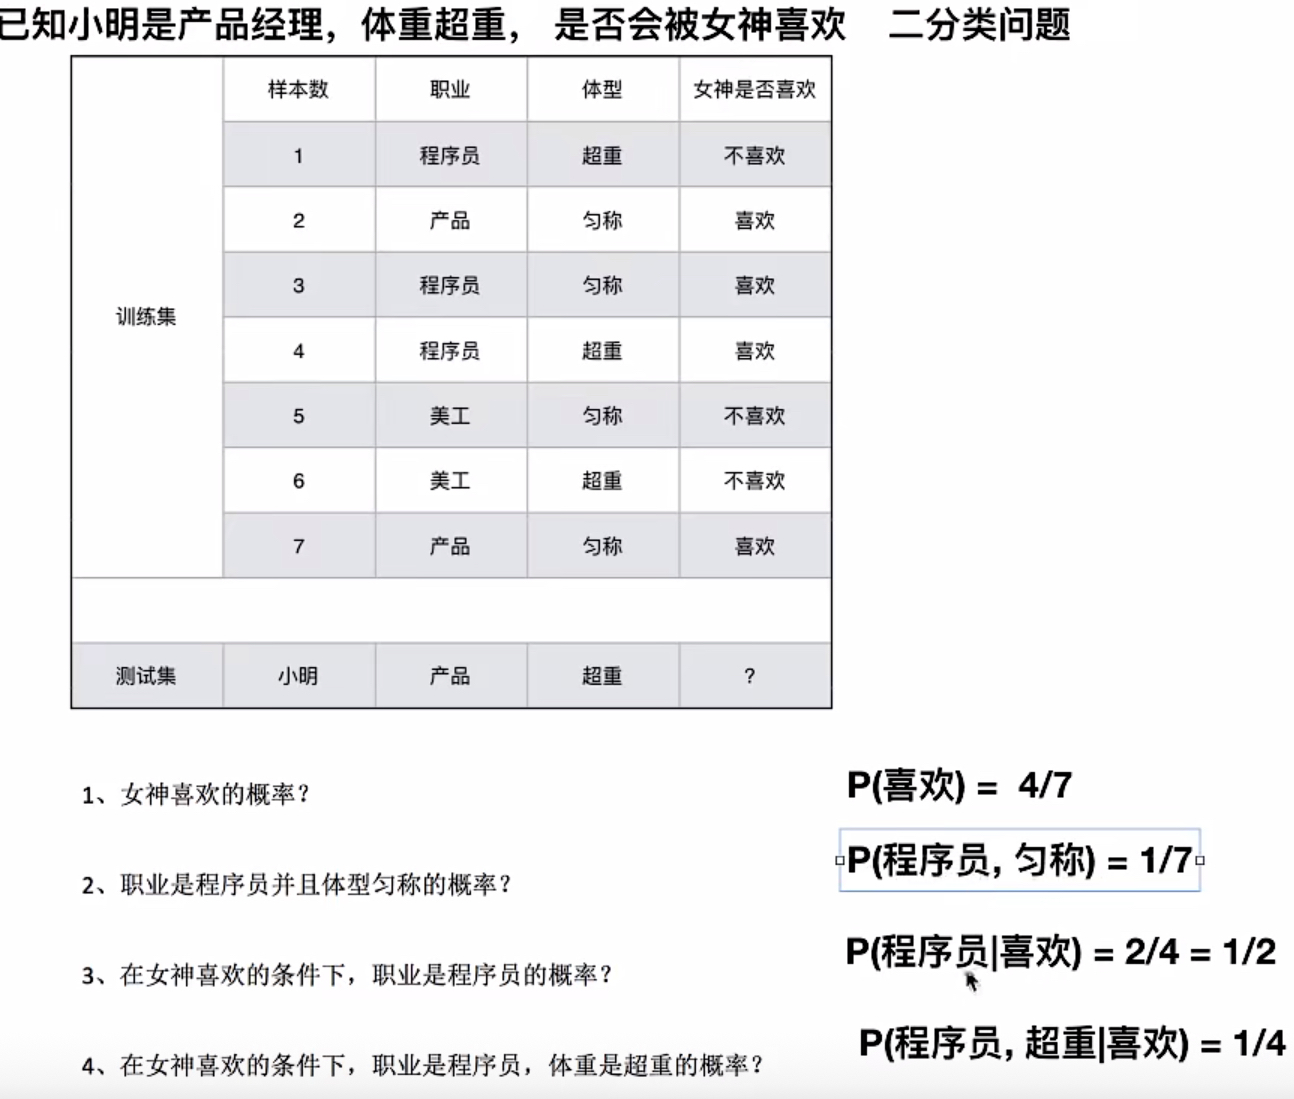 已知小明是产品经理，体重超重， 是否会被女神喜欢 二分类问题
样本数 职业 体型 女神是否喜欢
1 程序员 超重 不喜欢
2 产品 匀称 喜欢
3 程序员 匀称 喜欢
训练集
4 程序员 超重 喜欢
5 美工 匀称 不喜欢
6 美工 超重 不喜欢
7 产品 匀称 喜欢
测试集 小明 产品 超重 ?
1、女神喜欢的概率？
P(喜欢) = 4/7
2、职业是程序员并且体型匀称的概率？
P(程序员, 匀称) = 1/7
3、在女神喜欢的条件下，职业是程序员的概率？
P(程序员|喜欢) = 2/4 = 1/2
4、在女神喜欢的条件下，职业是程序员，体重是超重的概率？
P(程序员, 超重|喜欢) = 1/4